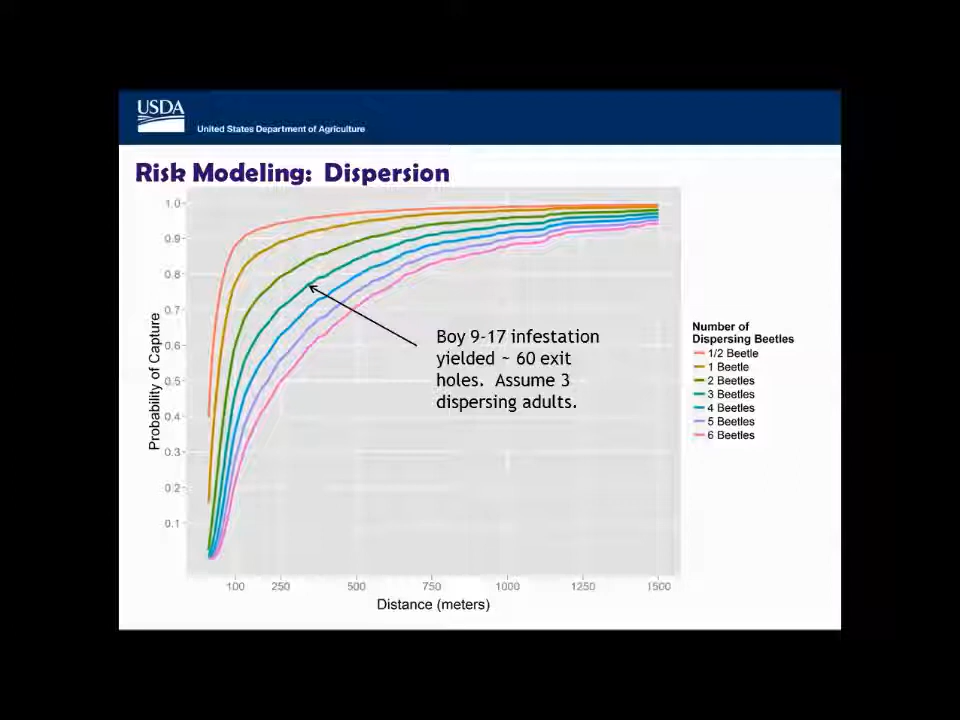 USDA
United States Department of Agriculture
Risk Modeling: Dispersion
Probability of Capture
1.0
0.9
0.8
0.7
0.6
0.5
0.4
0.3
0.2
0.1
Boy 9-17 infestation
yielded ~ 60 exit
holes. Assume 3
dispersing adults.
100 250 500 750 1000 1250 1500
Distance (meters)
Number of
Dispersing Beetles
1/2 Beetle
1 Beetle
2 Beetles
3 Beetles
4 Beetles
5 Beetles
6 Beetles